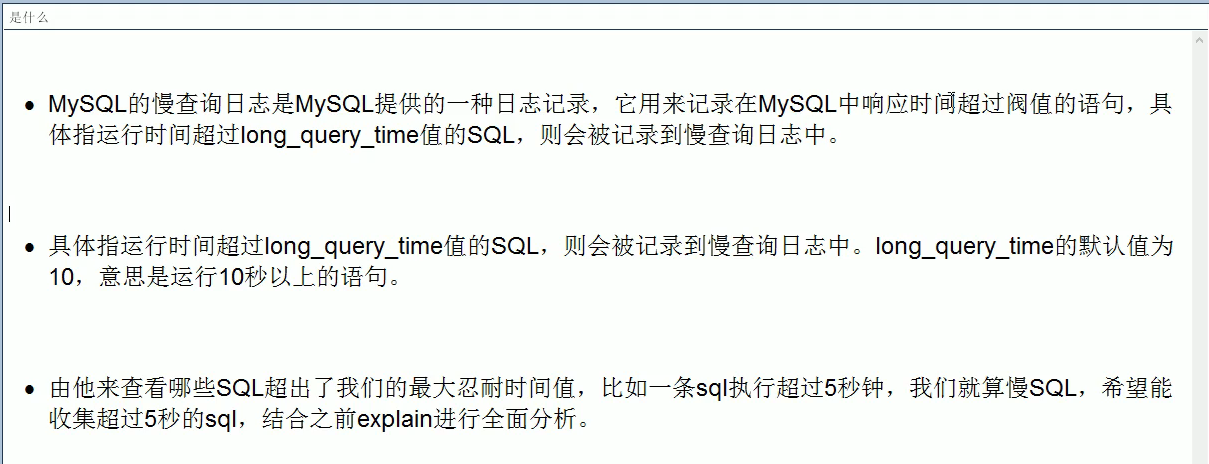 是什么
● MySQL的慢查询日志是MySQL提供的一种日志记录，它用来记录在MySQL中响应时间超过阀值的语句，具
体指运行时间超过long_query_time值的SQL，则会被记录到慢查询日志中。
● 具体指运行时间超过long_query_time值的SQL，则会被记录到慢查询日志中。long_query_time的默认值为
10，意思是运行10秒以上的语句。
● 由他来查看哪些SQL超出了我们的最大忍耐时间值，比如一条sql执行超过5秒钟，我们就算慢SQL，希望能
收集超过5秒的sql，结合之前explain进行全面分析。